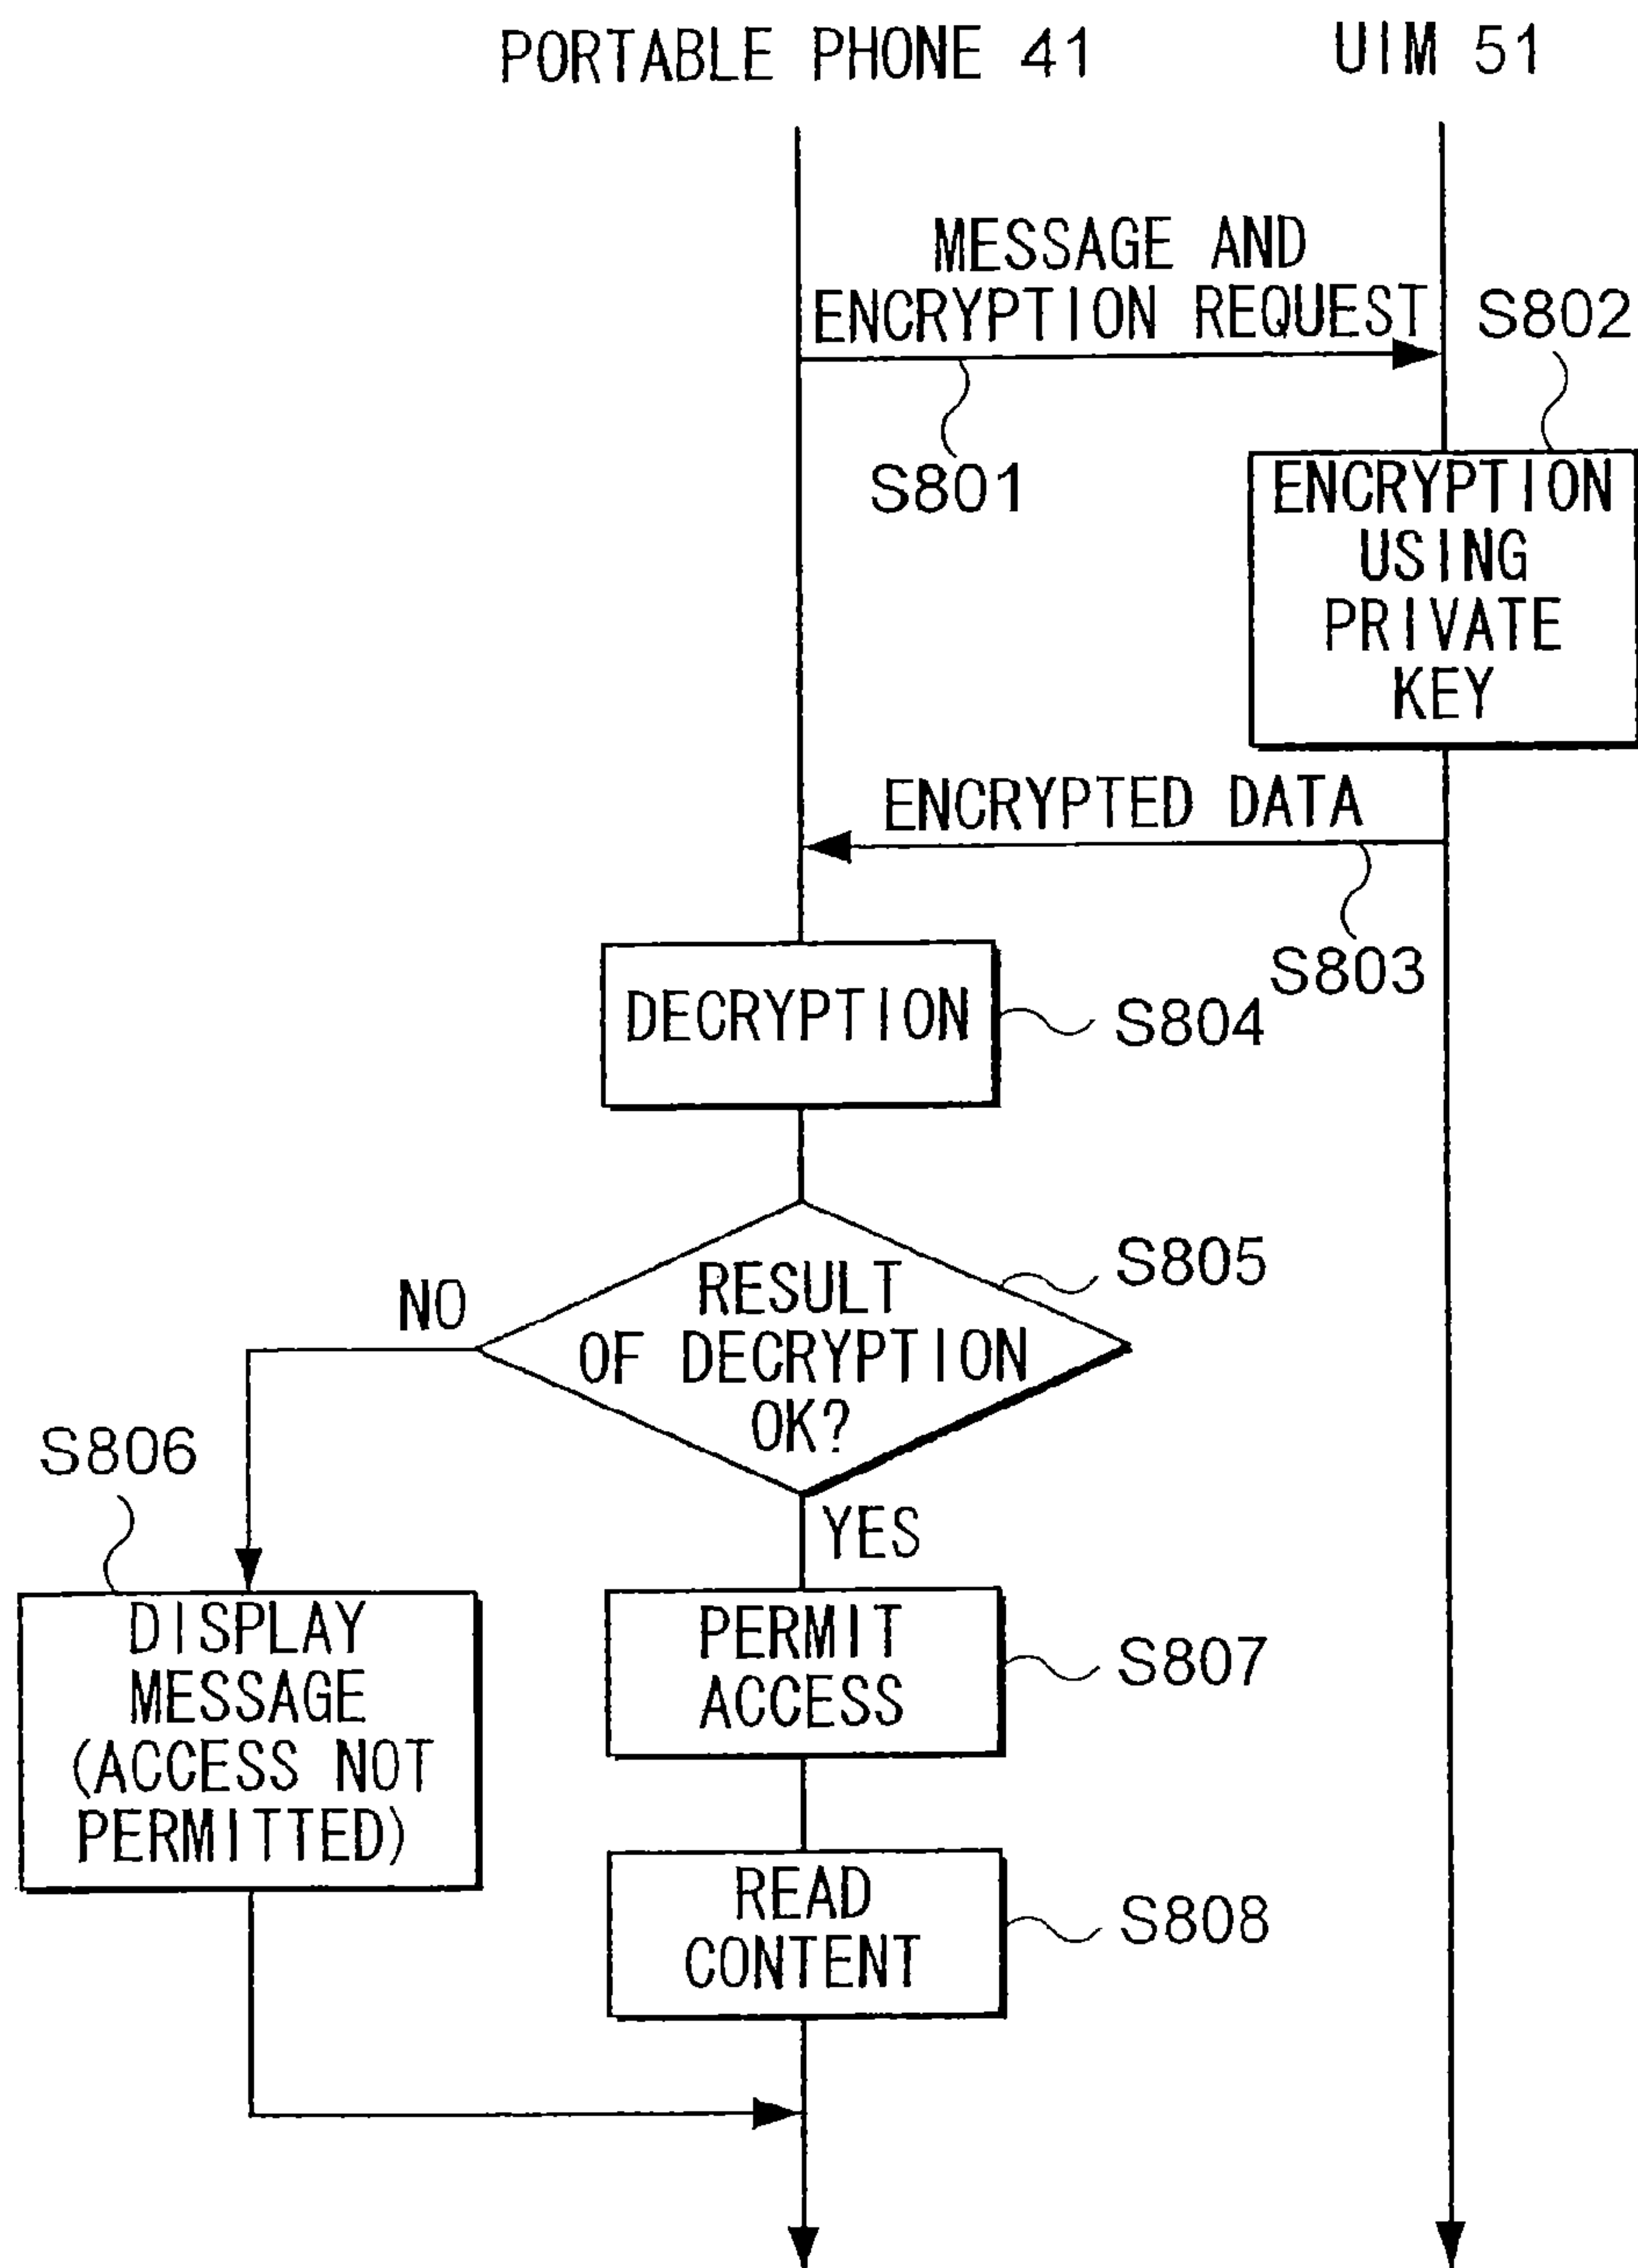 PORTABLE PHONE 41
UIM 51
MESSAGE AND
ENCRYPTION REQUEST
S802
S801
ENCRYPTION
USING
PRIVATE
KEY
ENCRYPTED DATA
S803
DECRYPTION
S804
S805
NO
RESULT
OF DECRYPTION
OK?
S806
YES
DISPLAY
MESSAGE
(ACCESS NOT
PERMITTED)
PERMIT
ACCESS
S807
READ
CONTENT
S808